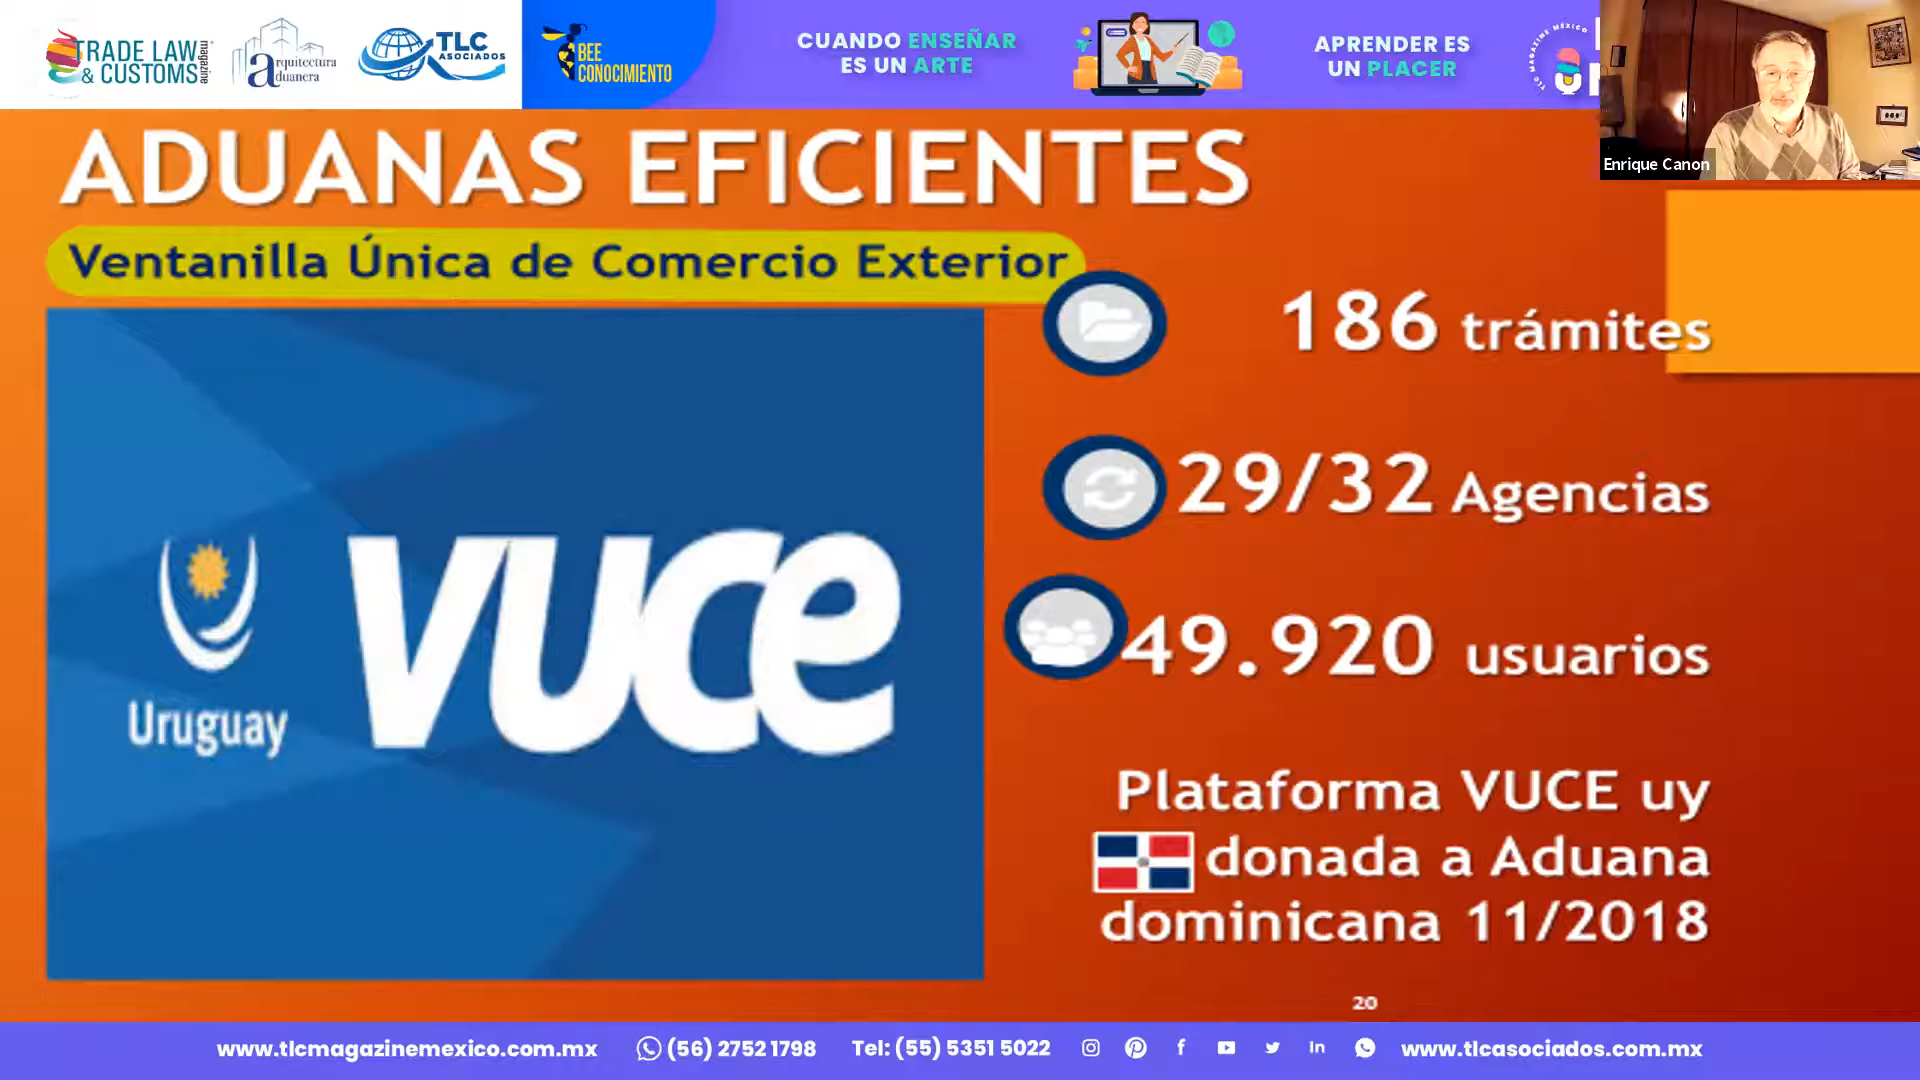 TRADE LAW
& CUSTOMS
magazine
arquitectura
aduanera
TLC
ASOCIADOS
BEE
CONOCIMIENTO
CUANDO ENSEÑAR
ES UN ARTE
APRENDER ES
UN PLACER
TLC MAGAZINE MÉXICO
Enrique Canon
ADUANAS EFICIENTES
Ventanilla Única de Comercio Exterior
186 trámites
29/32 Agencias
49.920 usuarios
Uruguay
vuce
Plataforma VUCE uy
donada a Aduana
dominicana 11/2018
20
www.tlcmagazinemexico.com.mx
(56) 2752 1798
Tel: (55) 5351 5022
www.tlcasociados.com.mx